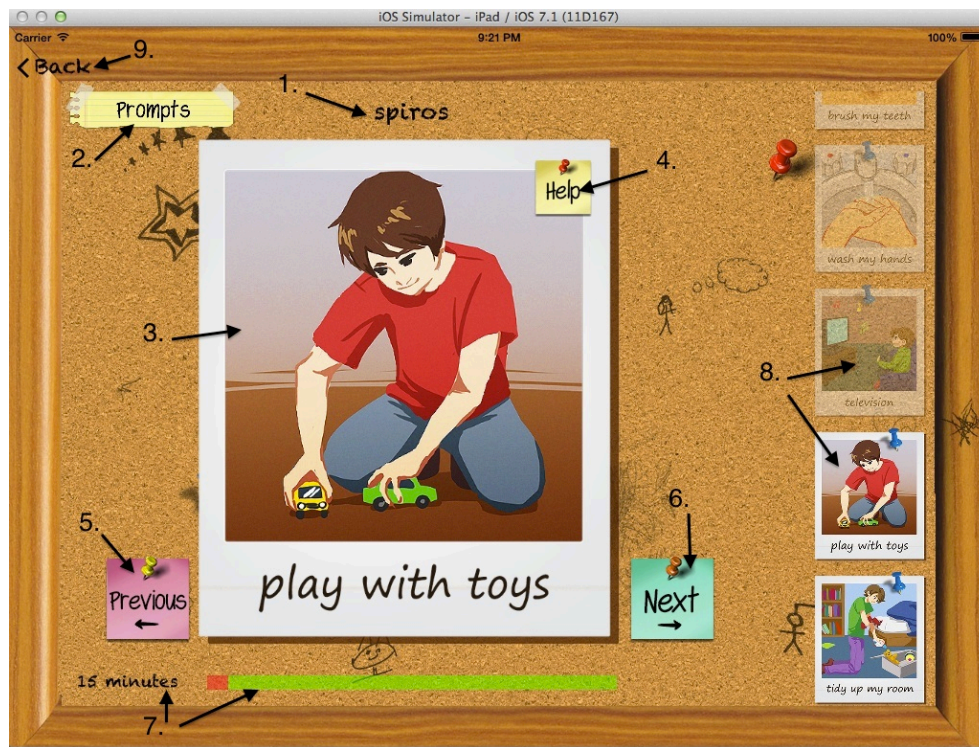 iOS Simulator – iPad / iOS 7.1 (11D167)
Carrier 9:21 PM 100%
9.
Back
1.
spiros
Prompts
2.
brush my teeth
4.
Help
wash my hands
3.
8.
television
play with toys
5.
6.
Previous
Next
play with toys
tidy up my room
15 minutes
7.